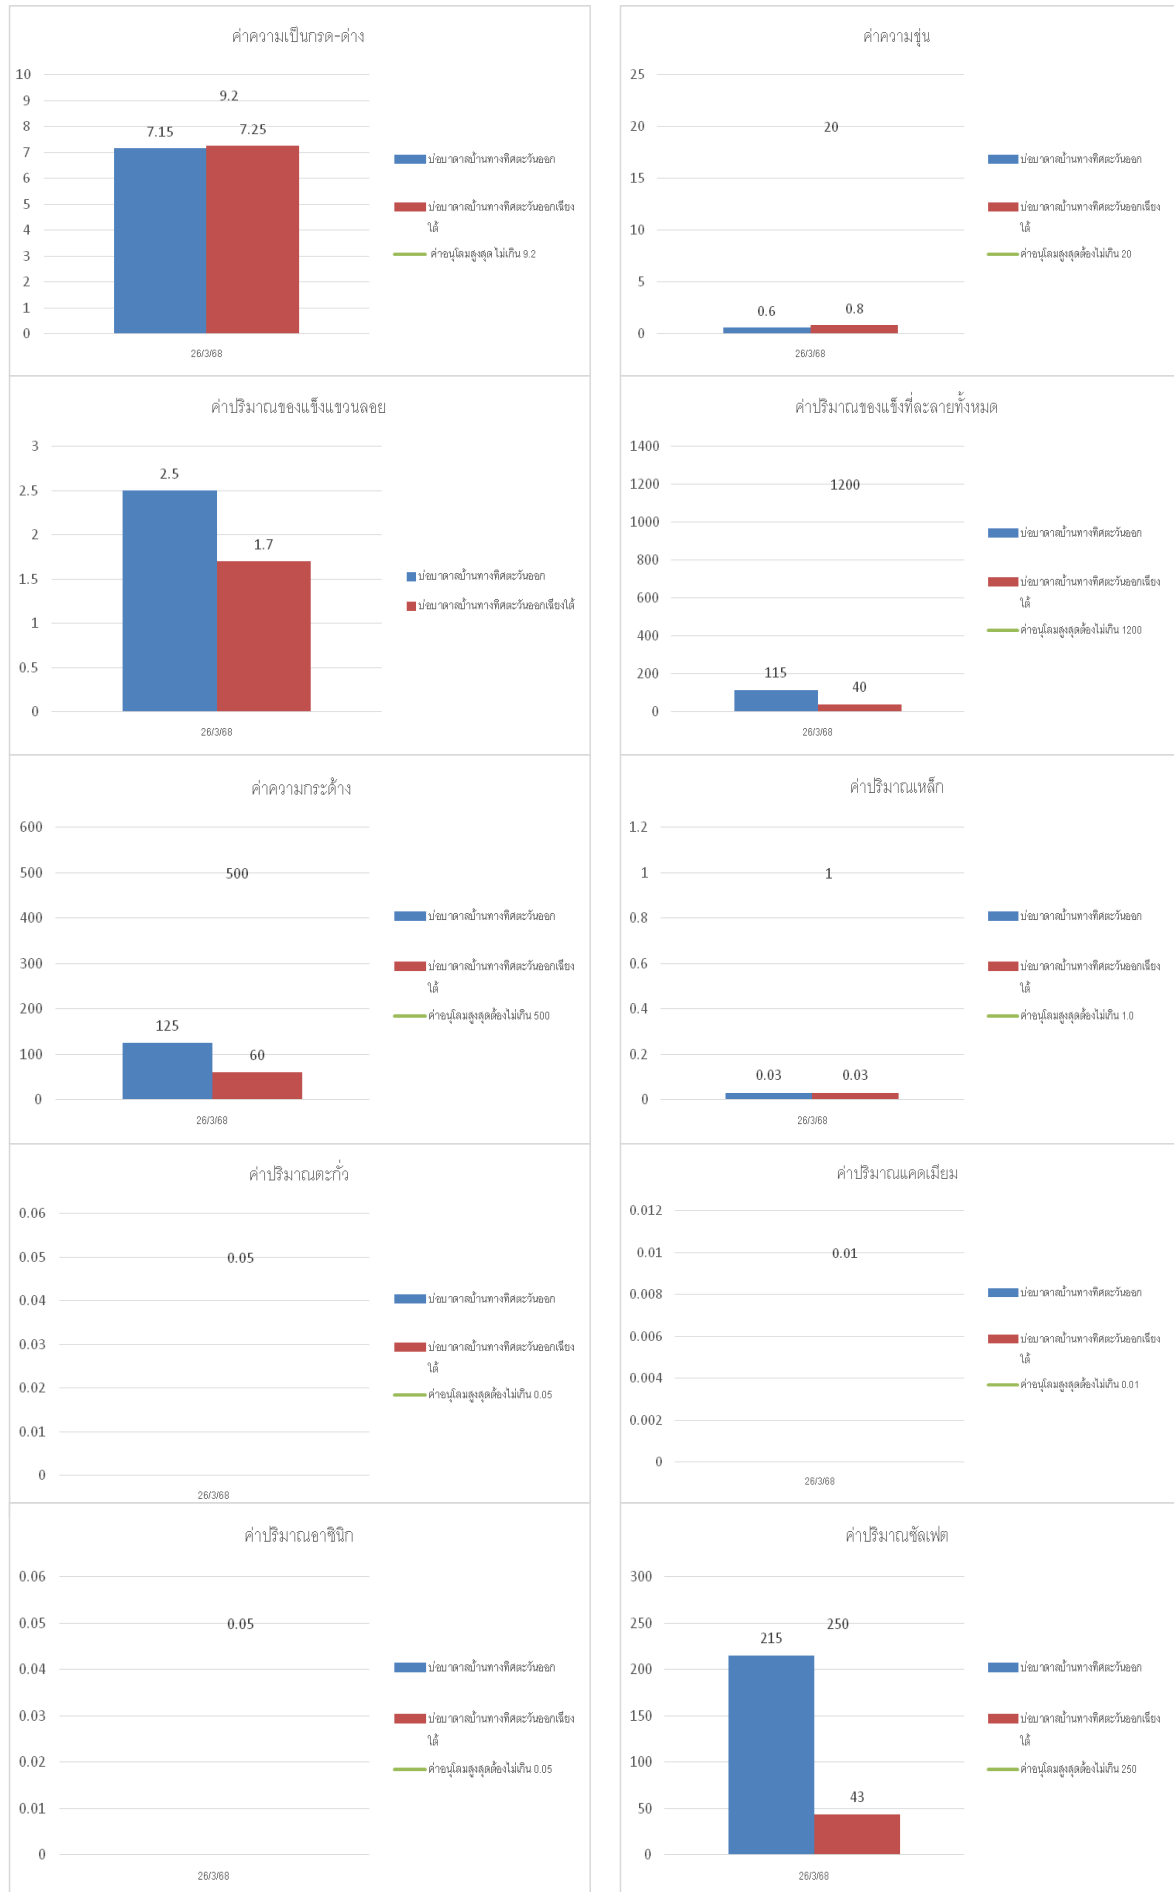 ค่าความเป็นกรด-ด่าง
10
9
8
7
6
5
4
3
2
1
0
9.2
7.15
7.25
26/3/68
บ่อบาดาลบ้านทางทิศตะวันออก
บ่อบาดาลบ้านทางทิศตะวันออกเฉียง
ใต้
ค่าอนุโลมสูงสุด ไม่เกิน 9.2
ค่าความขุ่น
25
20
15
10
5
0
20
0.6
0.8
26/3/68
บ่อบาดาลบ้านทางทิศตะวันออก
บ่อบาดาลบ้านทางทิศตะวันออกเฉียง
ใต้
ค่าอนุโลมสูงสุดต้องไม่เกิน 20
ค่าปริมาณของแข็งแขวนลอย
3
2.5
2
1.5
1
0.5
0
2.5
1.7
26/3/68
บ่อบาดาลบ้านทางทิศตะวันออก
บ่อบาดาลบ้านทางทิศตะวันออกเฉียงใต้
ค่าปริมาณของแข็งที่ละลายทั้งหมด
1400
1200
1000
800
600
400
200
0
1200
115
40
26/3/68
บ่อบาดาลบ้านทางทิศตะวันออก
บ่อบาดาลบ้านทางทิศตะวันออกเฉียง
ใต้
ค่าอนุโลมสูงสุดต้องไม่เกิน 1200
ค่าความกระด้าง
600
500
400
300
200
100
0
500
125
60
26/3/68
บ่อบาดาลบ้านทางทิศตะวันออก
บ่อบาดาลบ้านทางทิศตะวันออกเฉียง
ใต้
ค่าอนุโลมสูงสุดต้องไม่เกิน 500
ค่าปริมาณเหล็ก
1.2
1
0.8
0.6
0.4
0.2
0
1
0.03
0.03
26/3/68
บ่อบาดาลบ้านทางทิศตะวันออก
บ่อบาดาลบ้านทางทิศตะวันออกเฉียง
ใต้
ค่าอนุโลมสูงสุดต้องไม่เกิน 1.0
ค่าปริมาณตะกั่ว
0.06
0.05
0.04
0.03
0.02
0.01
0
0.05
26/3/68
บ่อบาดาลบ้านทางทิศตะวันออก
บ่อบาดาลบ้านทางทิศตะวันออกเฉียง
ใต้
ค่าอนุโลมสูงสุดต้องไม่เกิน 0.05
ค่าปริมาณแคดเมียม
0.012
0.01
0.008
0.006
0.004
0.002
0
0.01
26/3/68
บ่อบาดาลบ้านทางทิศตะวันออก
บ่อบาดาลบ้านทางทิศตะวันออกเฉียง
ใต้
ค่าอนุโลมสูงสุดต้องไม่เกิน 0.01
ค่าปริมาณอาซินิก
0.06
0.05
0.04
0.03
0.02
0.01
0
0.05
26/3/68
บ่อบาดาลบ้านทางทิศตะวันออก
บ่อบาดาลบ้านทางทิศตะวันออกเฉียง
ใต้
ค่าอนุโลมสูงสุดต้องไม่เกิน 0.05
ค่าปริมาณซัลเฟต
300
250
200
150
100
50
0
250
215
43
26/3/68
บ่อบาดาลบ้านทางทิศตะวันออก
บ่อบาดาลบ้านทางทิศตะวันออกเฉียง
ใต้
ค่าอนุโลมสูงสุดต้องไม่เกิน 250